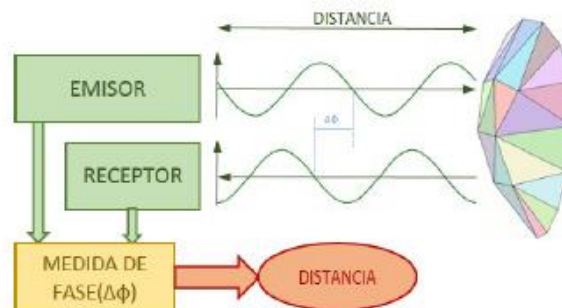 DISTANCIA
EMISOR
ΔΦ
RECEPTOR
MEDIDA DE
FASE(Δϕ)
DISTANCIA